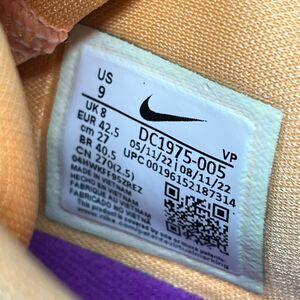 US
9
UK 8
EUR 42.5
cm 27
BR 40.5
CN 270(2.5)
DC1975-005
VP
05/11/22 | 08/11/22
UPC 00196152187314
MADE IN VIETNAM
FABRIQUÉ AU VIETNAM